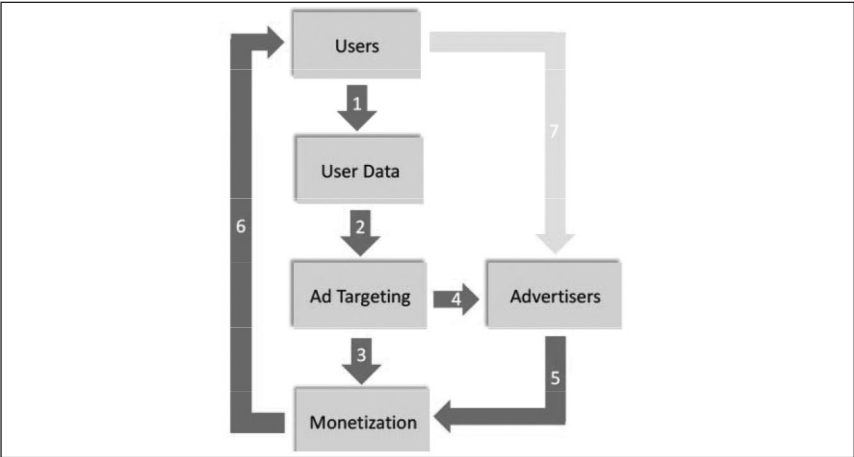 Users
1
7
User Data
2
6
Ad Targeting
4
Advertisers
3
5
Monetization